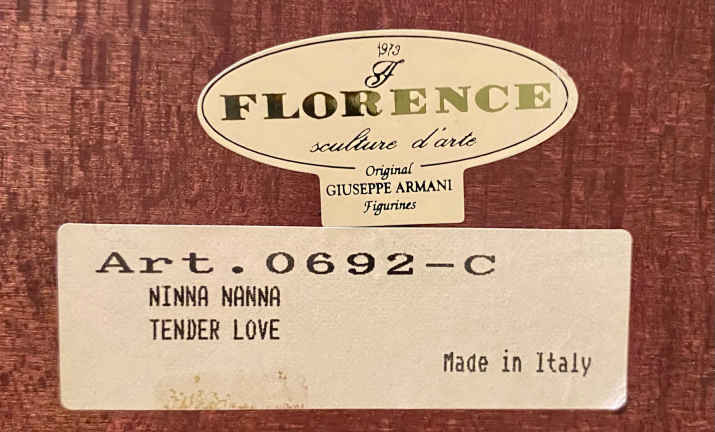 1973
F
FLORENCE
sculture d'arte
Original
GIUSEPPE ARMANI
Figurines
Art.0692-C
NINNA NANNA
TENDER LOVE
Made in Italy